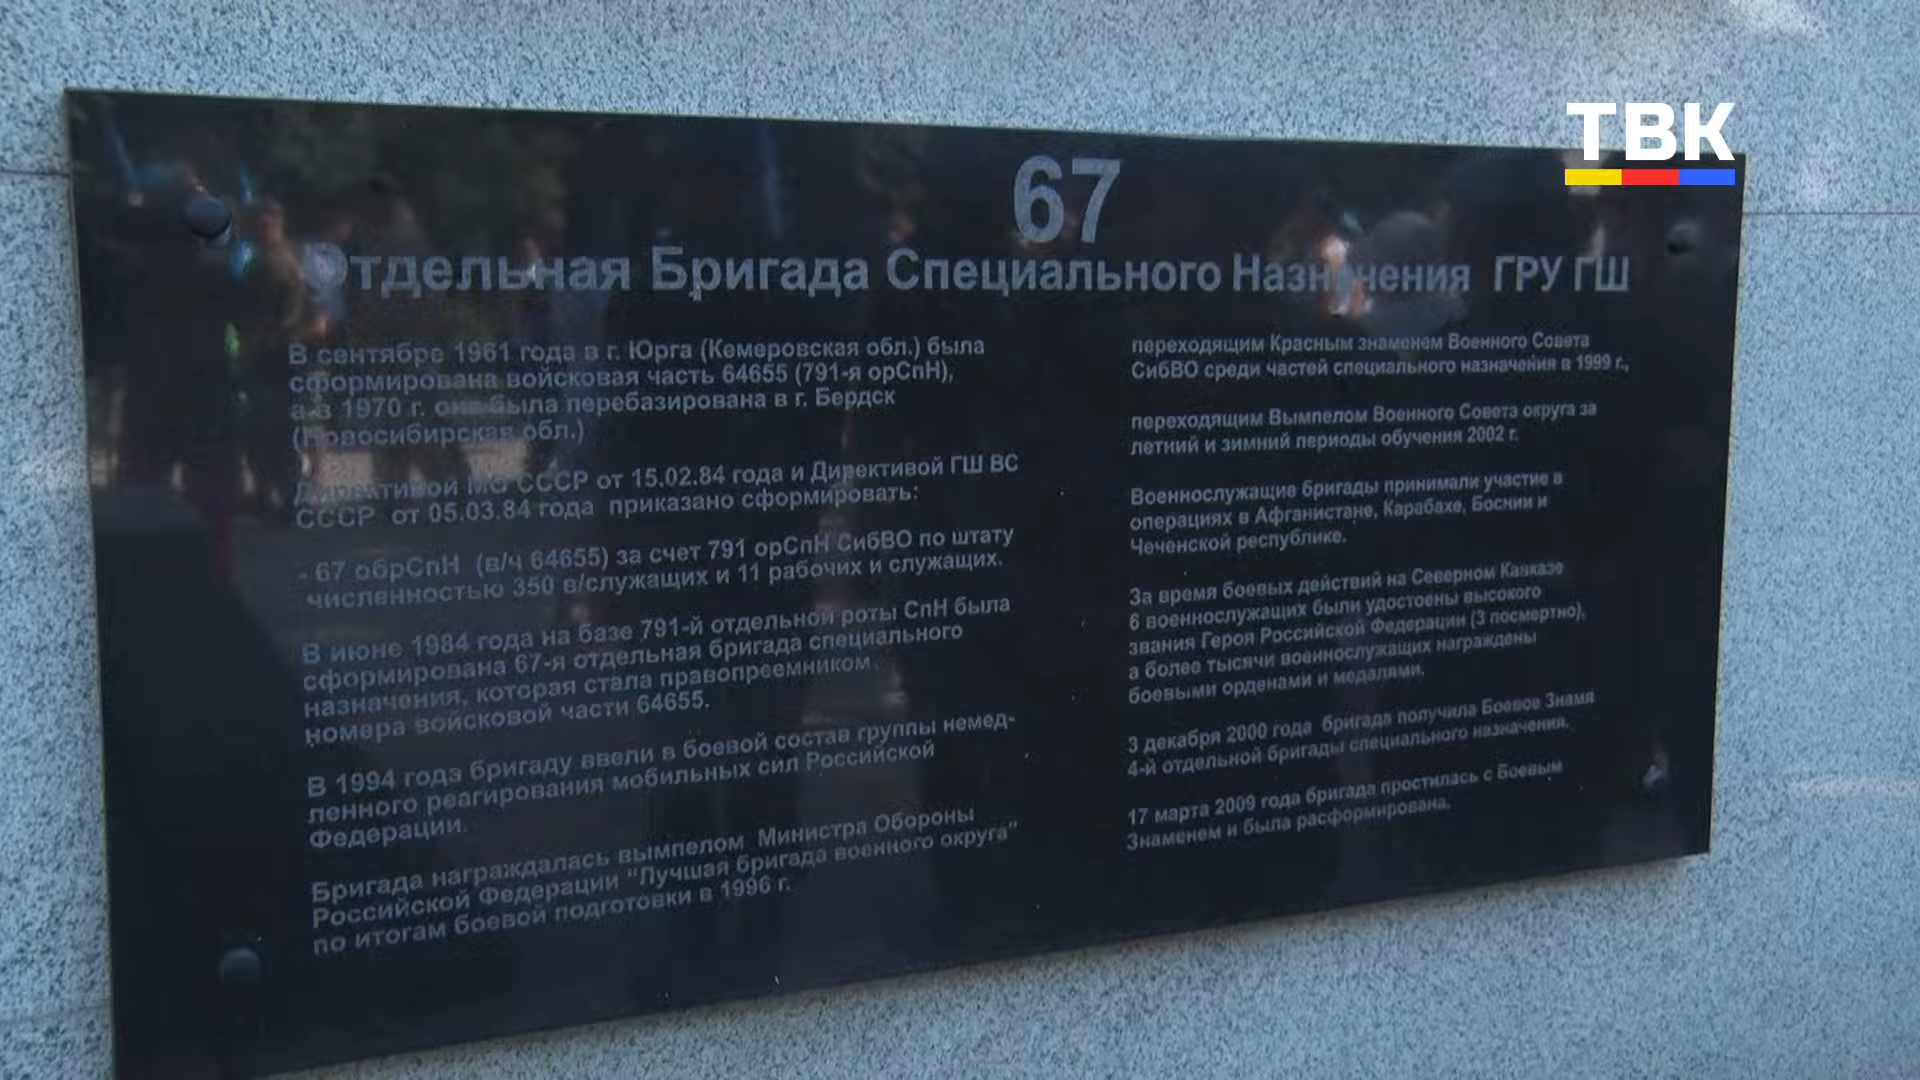 ТВК
67
Отдельная Бригада Специального Назначения ГРУ ГШ
В сентябре 1961 года в г. Юрга (Кемеровская обл.) была
сформирована войсковая часть 64655 (791-я орСпН),
а в 1970 г. она была перебазирована в г. Бердск
(Новосибирская обл.)
Директивой МО СССР от 15.02.84 года и Директивой ГШ ВС
СССР от 05.03.84 года приказано сформировать:
- 67 обрСпН (в/ч 64655) за счет 791 орСпН СибВО по штату
численностью 350 в/служащих и 11 рабочих и служащих.
В июне 1984 года на базе 791-й отдельной роты СпН была
сформирована 67-я отдельная бригада специального
назначения, которая стала правопреемником
номера войсковой части 64655.
В 1994 года бригаду ввели в боевой состав группы немед-
ленного реагирования мобильных сил Российской
Федерации.
Бригада награждалась вымпелом Министра Обороны
Российской Федерации "Лучшая бригада военного округа"
по итогам боевой подготовки в 1996 г.
переходящим Красным знаменем Военного Совета
СибВО среди частей специального назначения в 1999 г.,
переходящим Вымпелом Военного Совета округа за
летний и зимний периоды обучения 2002 г.
Военнослужащие бригады принимали участие в
операциях в Афганистане, Карабахе, Боснии и
Чеченской республике.
За время боевых действий на Северном Кавказе
6 военнослужащих были удостоены высокого
звания Героя Российской Федерации (3 посмертно),
а более тысячи военнослужащих награждены
боевыми орденами и медалями.
3 декабря 2000 года бригада получила Боевое Знамя
4-й отдельной бригады специального назначения.
17 марта 2009 года бригада простилась с Боевым
Знаменем и была расформирована.